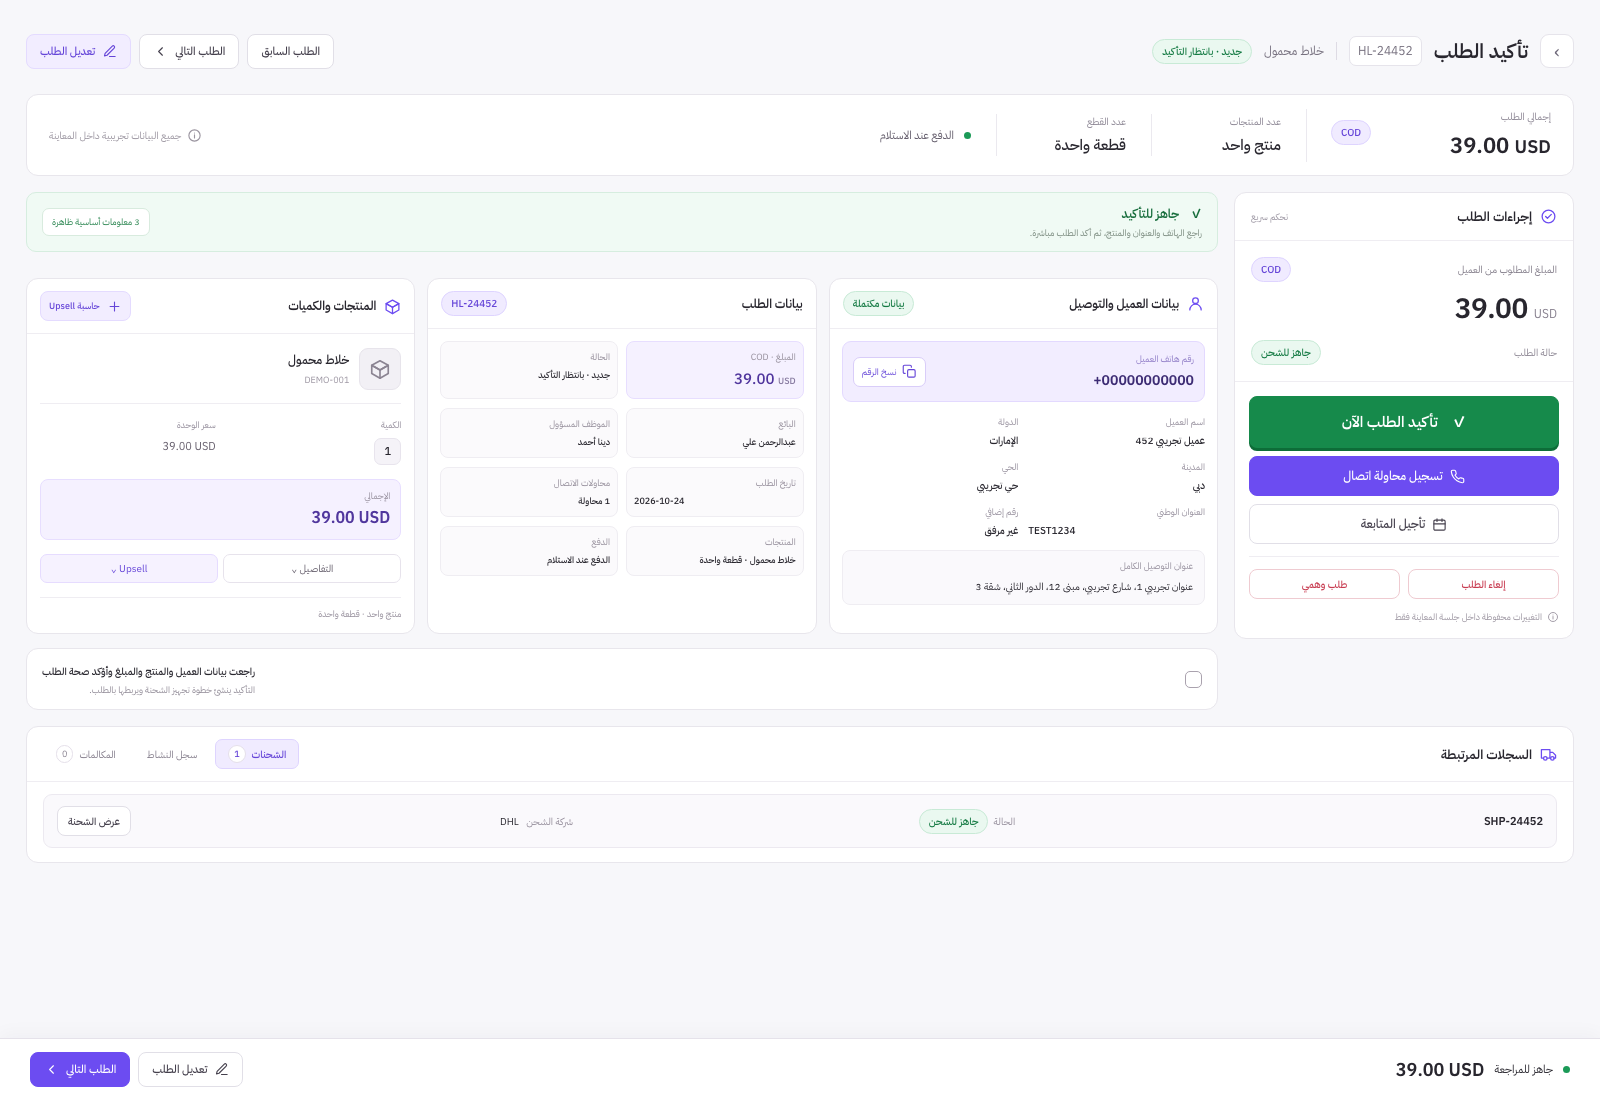 تأكيد الطلب
HL-24452
خلاط محمول
جديد · بانتظار التأكيد
الطلب السابق
الطلب التالي
تعديل الطلب
إجمالي الطلب
39.00 USD
COD
عدد المنتجات
منتج واحد
عدد القطع
قطعة واحدة
الدفع عند الاستلام
جميع البيانات تجريبية داخل المعاينة
إجراءات الطلب
تحكم سريع
المبلغ المطلوب من العميل
COD
39.00 USD
حالة الطلب
جاهز للشحن
تأكيد الطلب الآن
تسجيل محاولة اتصال
تأجيل المتابعة
إلغاء الطلب
طلب وهمي
التغييرات محفوظة داخل جلسة المعاينة فقط
جاهز للتأكيد
راجع الهاتف والعنوان والمنتج، ثم أكد الطلب مباشرة.
3 معلومات أساسية ظاهرة
بيانات العميل والتوصيل
بيانات مكتملة
رقم هاتف العميل
+00000000000
نسخ الرقم
اسم العميل
عميل تجريبي 452
الدولة
الإمارات
المدينة
دبي
الحي
حي تجريبي
العنوان الوطني
TEST1234
رقم إضافي
غير مرفق
عنوان التوصيل الكامل
عنوان تجريبي 1، شارع تجريبي، مبنى 12، الدور الثاني، شقة 3
بيانات الطلب
HL-24452
المبلغ · COD
39.00 USD
الحالة
جديد · بانتظار التأكيد
البائع
عبدالرحمن علي
الموظف المسؤول
دينا أحمد
تاريخ الطلب
2026-10-24
محاولات الاتصال
1 محاولة
المنتجات
خلاط محمول · قطعة واحدة
الدفع
الدفع عند الاستلام
المنتجات والكميات
حاسبة Upsell
خلاط محمول
DEMO-001
الكمية
1
سعر الوحدة
39.00 USD
الإجمالي
39.00 USD
التفاصيل
Upsell
منتج واحد · قطعة واحدة
راجعت بيانات العميل والمنتج والمبلغ وأؤكد صحة الطلب
التأكيد ينشئ خطوة تجهيز الشحنة ويربطها بالطلب.
السجلات المرتبطة
الشحنات 1
سجل النشاط
المكالمات 0
SHP-24452
الحالة جاهز للشحن
شركة الشحن DHL
عرض الشحنة
جاهز للمراجعة
39.00 USD
تعديل الطلب
الطلب التالي